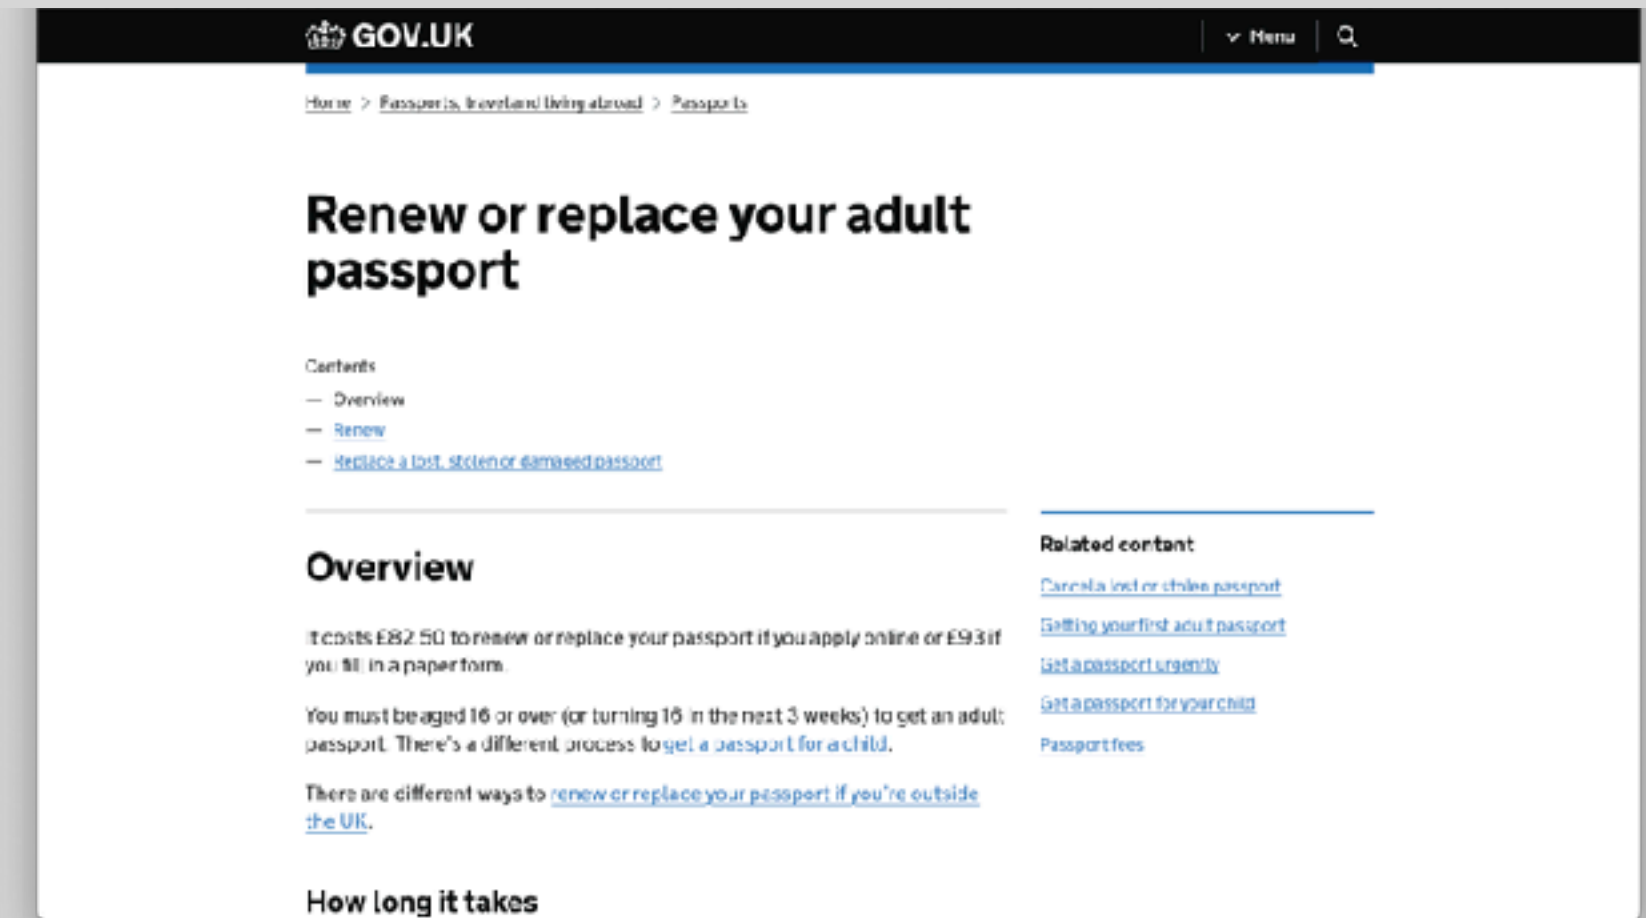 GOV.UK
Menu
Home > Passports, travel and living abroad > Passports
Renew or replace your adult
passport
Contents
— Overview
— Renew
— Replace a lost, stolen or damaged passport
Overview
It costs £82.50 to renew or replace your passport if you apply online or £93 if
you fill in a paper form.
You must be aged 16 or over (or turning 16 in the next 3 weeks) to get an adult
passport. There's a different process to get a passport for a child.
There are different ways to renew or replace your passport if you're outside
the UK.
How long it takes
Related content
Cancel a lost or stolen passport
Getting your first adult passport
Get a passport urgently
Get a passport for your child
Passport fees